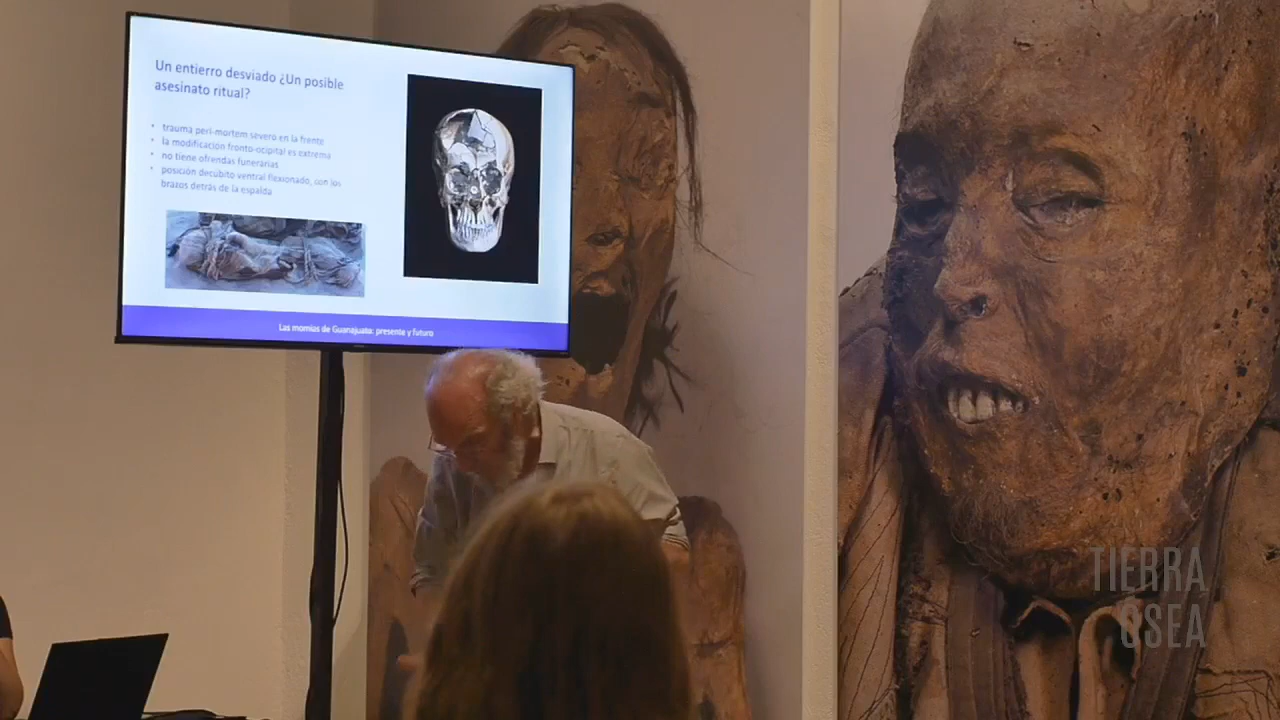 Un entierro desviado ¿Un posible
asesinato ritual?
• trauma peri-mortem severo en la frente
• la modificación fronto-ocipital es extrema
• no tiene ofrendas funerarias
• posición decúbito ventral flexionado, con los
brazos detrás de la espalda
Las momias de Guanajuato: presente y futuro
TIERRA
OSEA